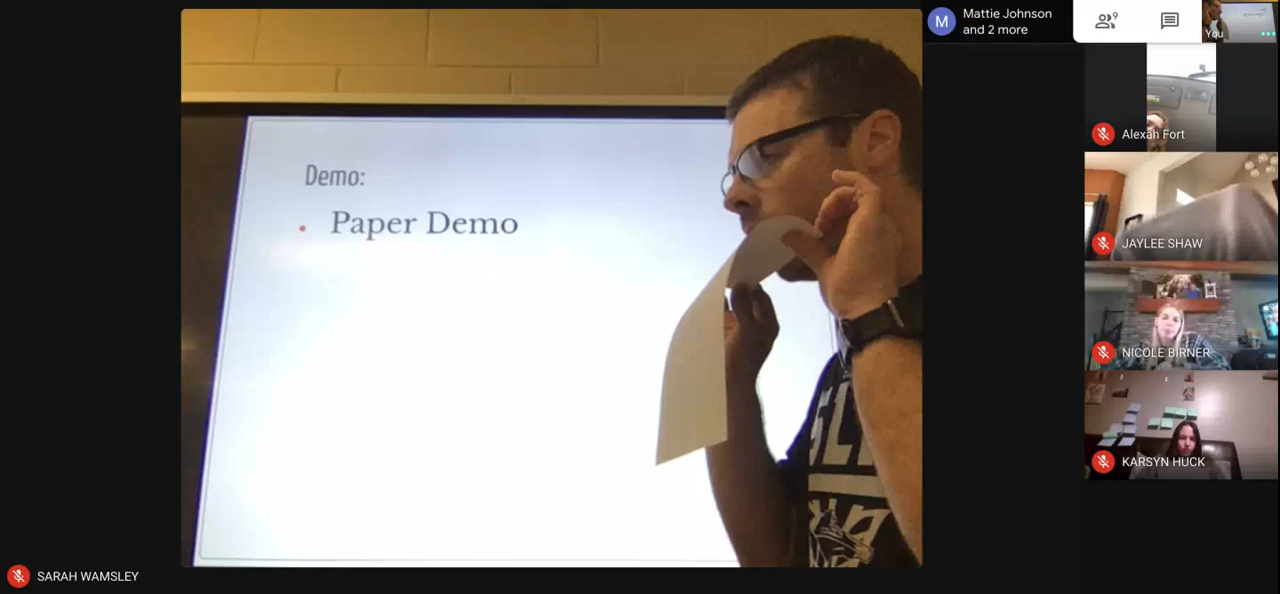 Demo:
Paper Demo
Mattie Johnson
and 2 more
M
9
You
Alexah Fort
JAYLEE SHAW
NICOLE BIRNER
KARSYN HUCK
SARAH WAMSLEY